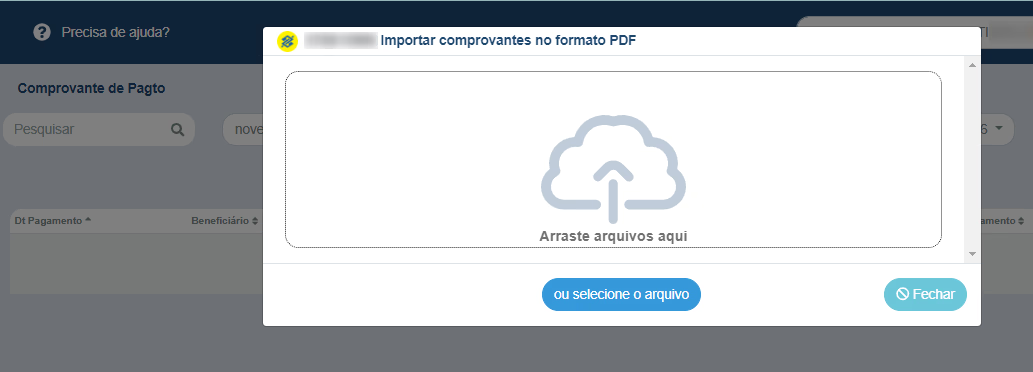 Precisa de ajuda?
Importar comprovantes no formato PDF
Comprovante de Pagto
Pesquisar
nove
6
Arraste arquivos aqui
Dt Pagamento
Beneficiário
amento
ou selecione o arquivo
Fechar